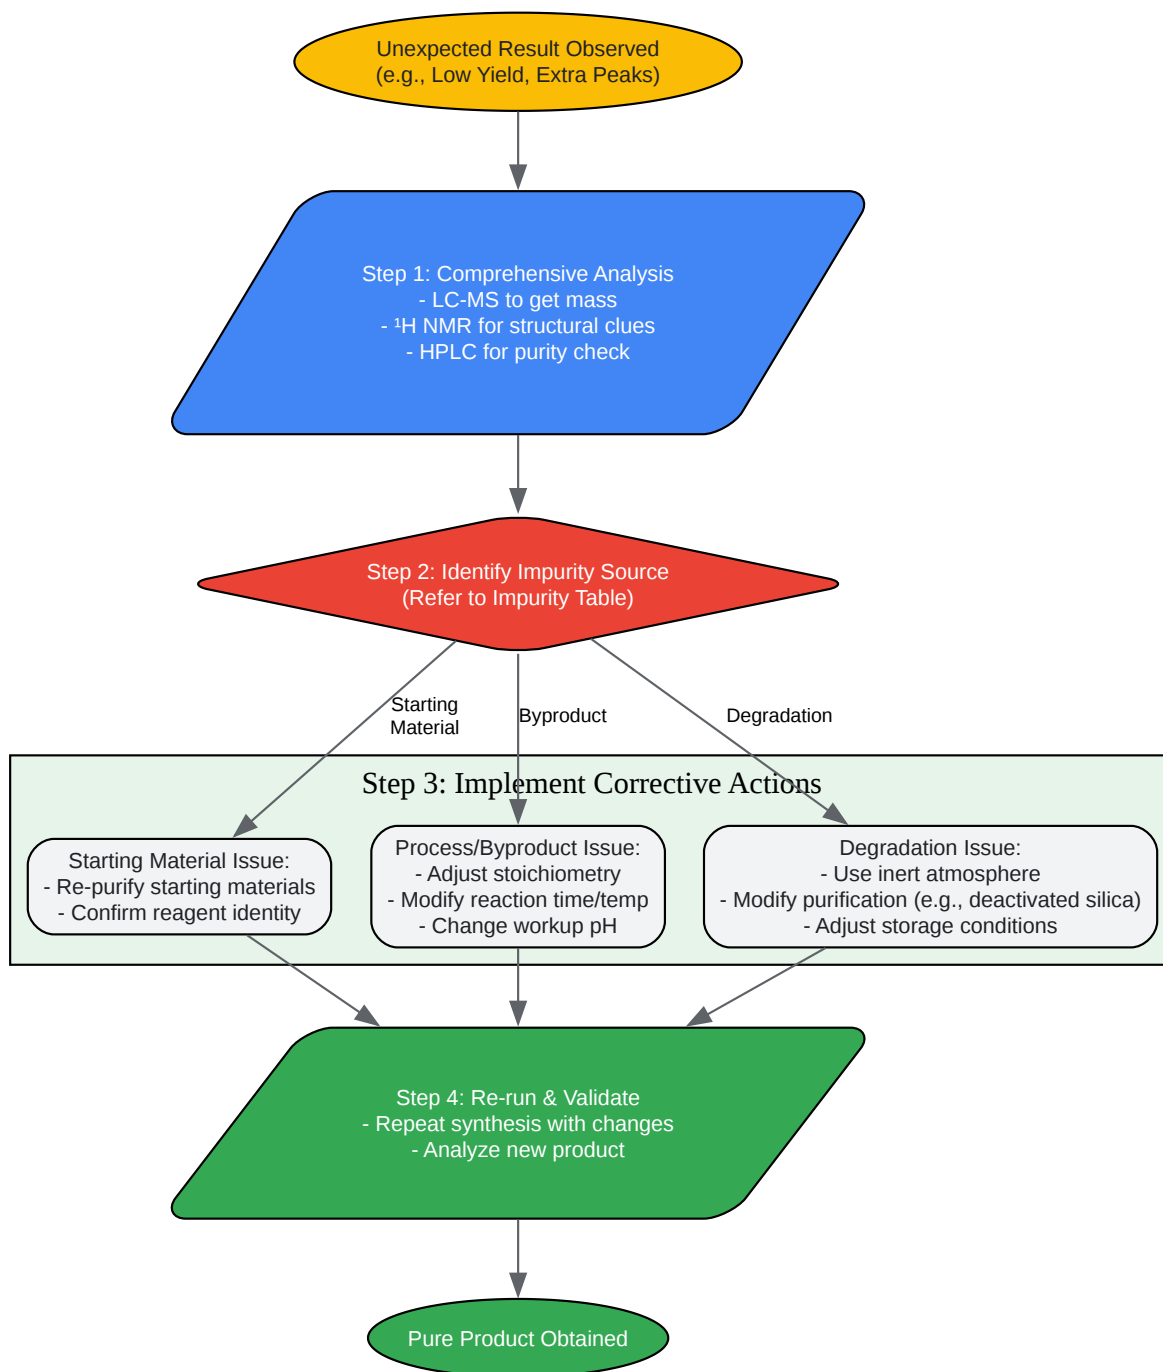 Unexpected Result Observed
(e.g., Low Yield, Extra Peaks)
Step 1: Comprehensive Analysis
- LC-MS to get mass
- ¹H NMR for structural clues
- HPLC for purity check
Step 2: Identify Impurity Source
(Refer to Impurity Table)
Starting
Material
Byproduct
Degradation
Step 3: Implement Corrective Actions
Starting Material Issue:
- Re-purify starting materials
- Confirm reagent identity
Process/Byproduct Issue:
- Adjust stoichiometry
- Modify reaction time/temp
- Change workup pH
Degradation Issue:
- Use inert atmosphere
- Modify purification (e.g., deactivated silica)
- Adjust storage conditions
Step 4: Re-run & Validate
- Repeat synthesis with changes
- Analyze new product
Pure Product Obtained